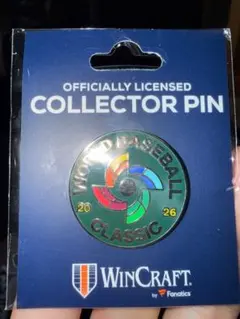 OFFICIALLY LICENSED
COLLECTOR PIN
WORLD BASEBALL
20 26
CLASSIC
WINCRAFT.
by Fanatics